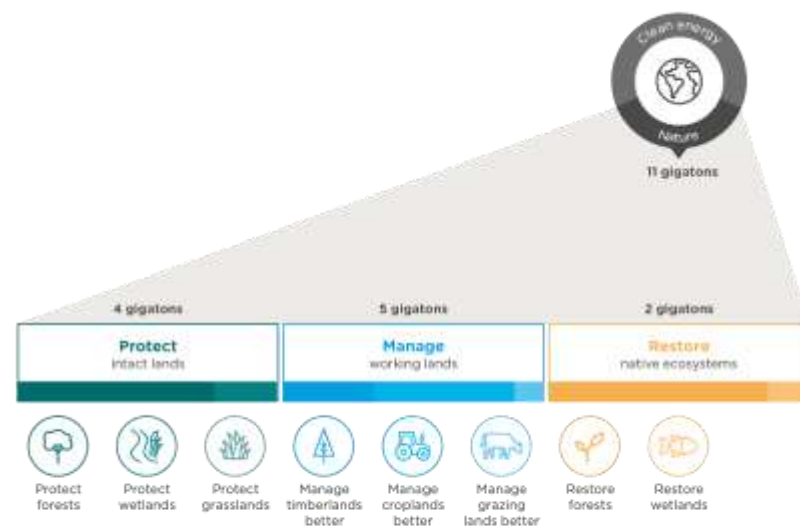 Clean energy
Nature
11 gigatons
4 gigatons
5 gigatons
2 gigatons
Protect
intact lands
Manage
working lands
Restore
native ecosystems
Protect
forests
Protect
wetlands
Protect
grasslands
Manage
timberlands
better
Manage
croplands
better
Manage
grazing
lands better
Restore
forests
Restore
wetlands